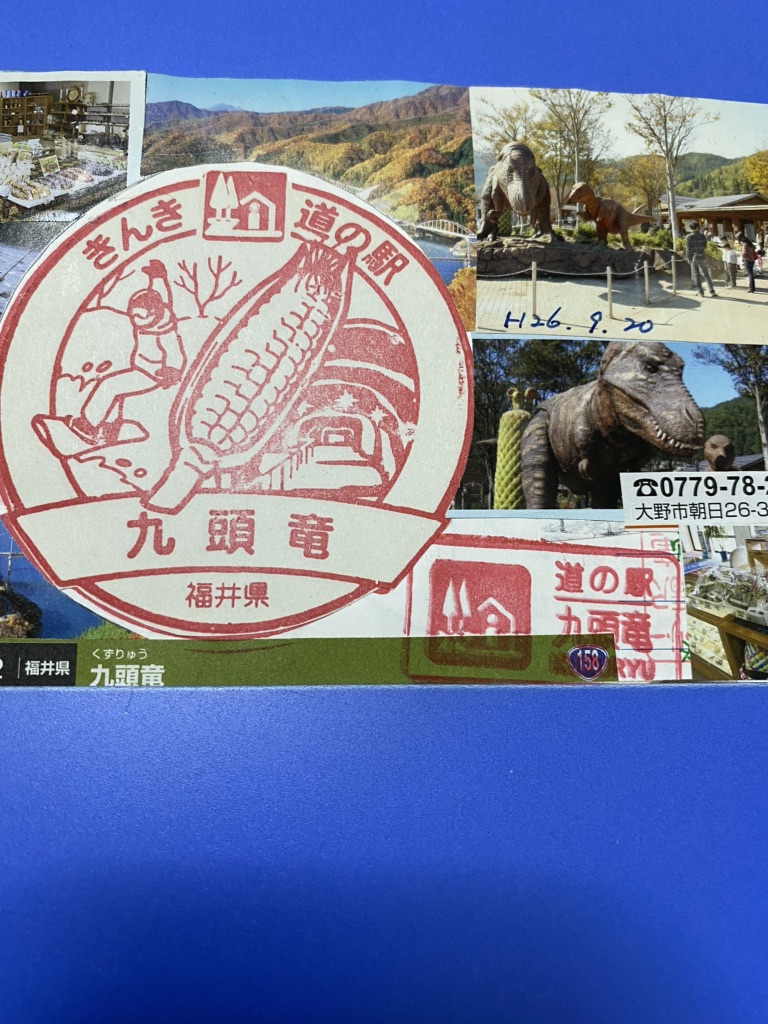 きんき 道の駅
H26.9.20
九頭竜
福井県
☎0779-78-
大野市朝日26-3
道の駅
九頭竜
RYU
福井県
くずりゅう
九頭竜
158